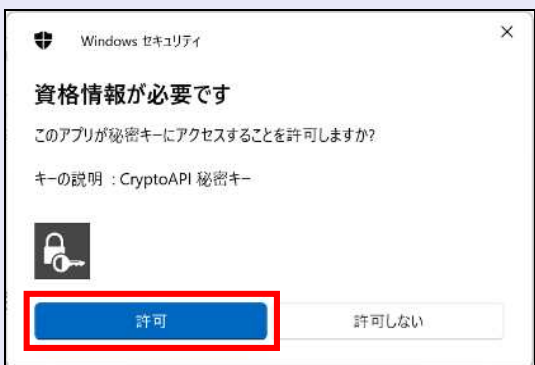 Windows セキュリティ
資格情報が必要です
このアプリが秘密キーにアクセスすることを許可しますか?
キーの説明 : CryptoAPI 秘密キー
許可
許可しない